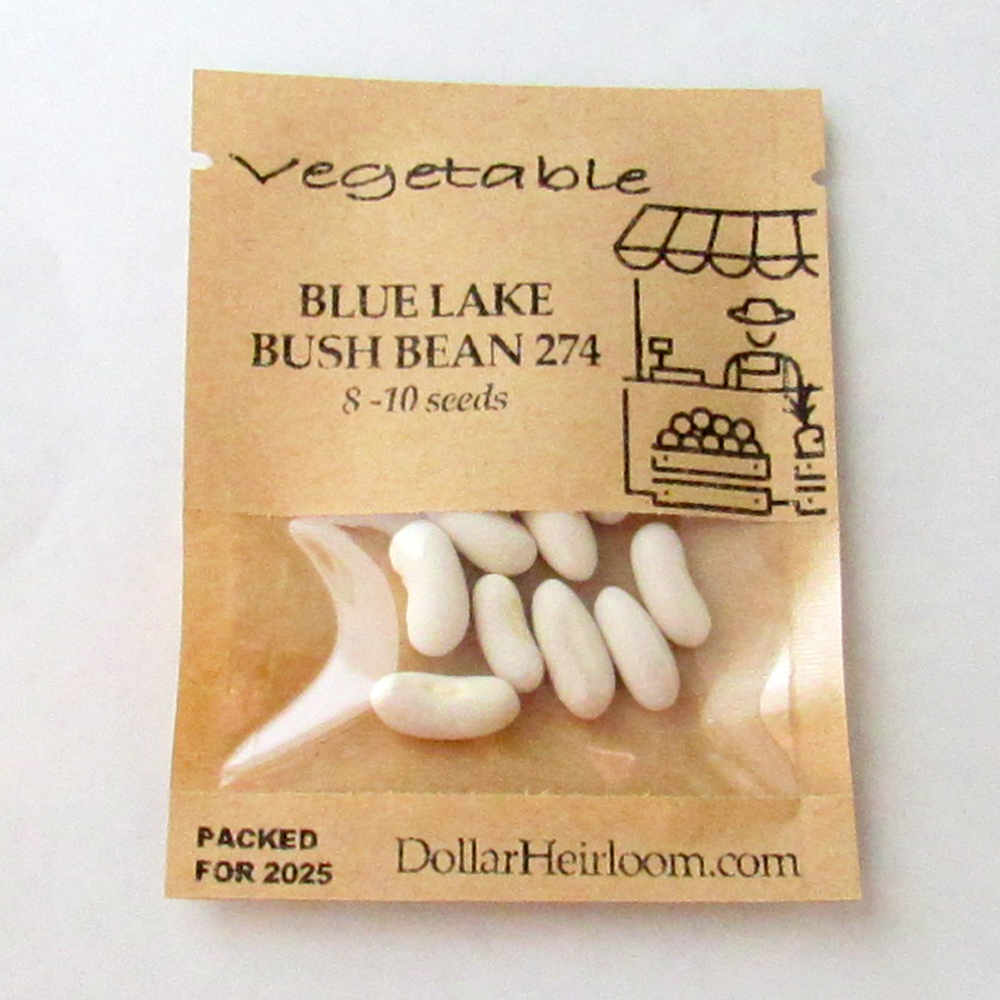 Vegetable
BLUE LAKE
BUSH BEAN 274
8 -10 seeds
PACKED
FOR 2025
DollarHeirloom.com